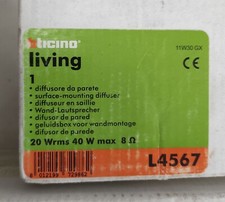 bticino
living
11W30GX
CE
1
• diffusore da parete
• surface-mounting diffuser
• diffuseur en saillie
• Wand-Lautsprecher
• difusor de pared
• geluidsbox voor wandmontage
• difusor de parede
20 Wrms 40 W max 8 Ω
L4567